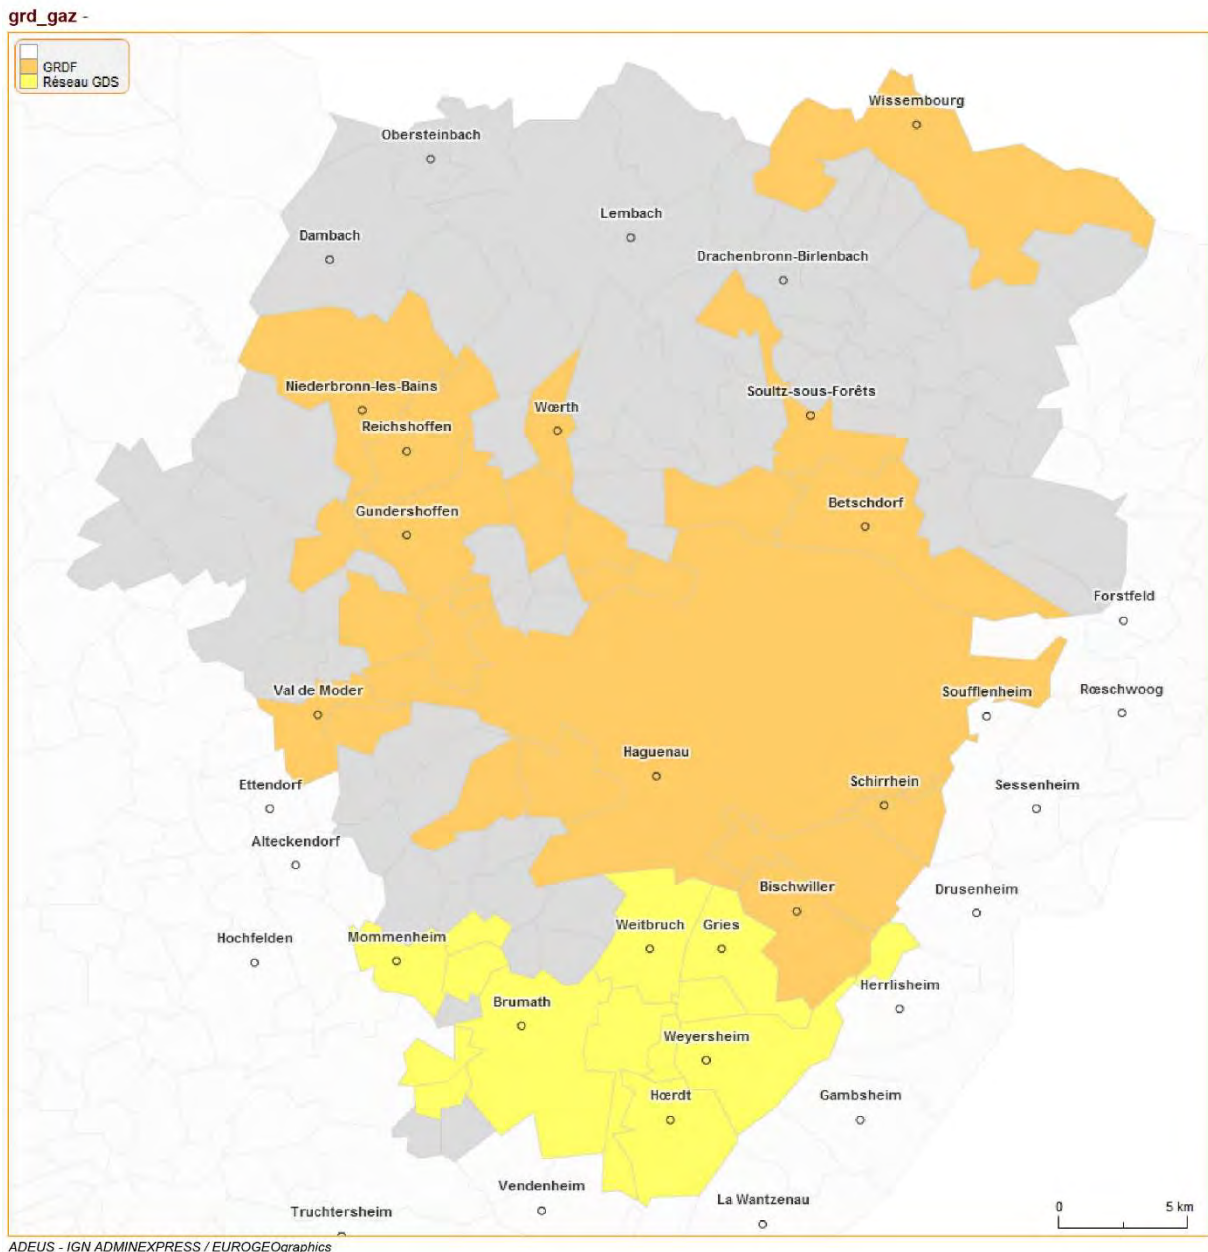 grd_gaz -
GRDF
Réseau GDS
Wissembourg
Obersteinbach
Lembach
Dambach
Drachenbronn-Birlenbach
Niederbronn-les-Bains
Soultz-sous-Forêts
Wœrth
Reichshoffen
Betschdorf
Gundershoffen
Forstfeld
Val de Moder
Soufflenheim
Rœschwoog
Haguenau
Ettendorf
Schirrhein
Sessenheim
Alteckendorf
Bischwiller
Drusenheim
Weitbruch
Gries
Hochfelden
Mommenheim
Herrlisheim
Brumath
Weyersheim
Hœrdt
Gambsheim
Vendenheim
La Wantzenau
Truchtersheim
0
5 km
ADEUS - IGN ADMINEXPRESS / EUROGEOgraphics